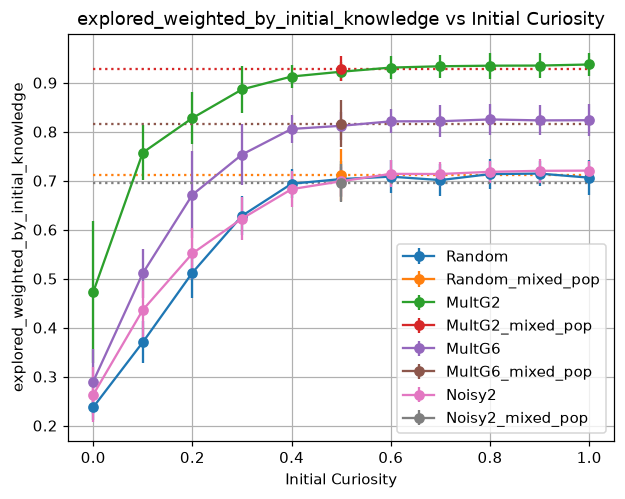 explored_weighted_by_initial_knowledge vs Initial Curiosity
explored_weighted_by_initial_knowledge
0.9
0.8
0.7
0.6
0.5
0.4
0.3
0.2
Random
Random_mixed_pop
MultG2
MultG2_mixed_pop
MultG6
MultG6_mixed_pop
Noisy2
Noisy2_mixed_pop
0.0 0.2 0.4 0.6 0.8 1.0
Initial Curiosity